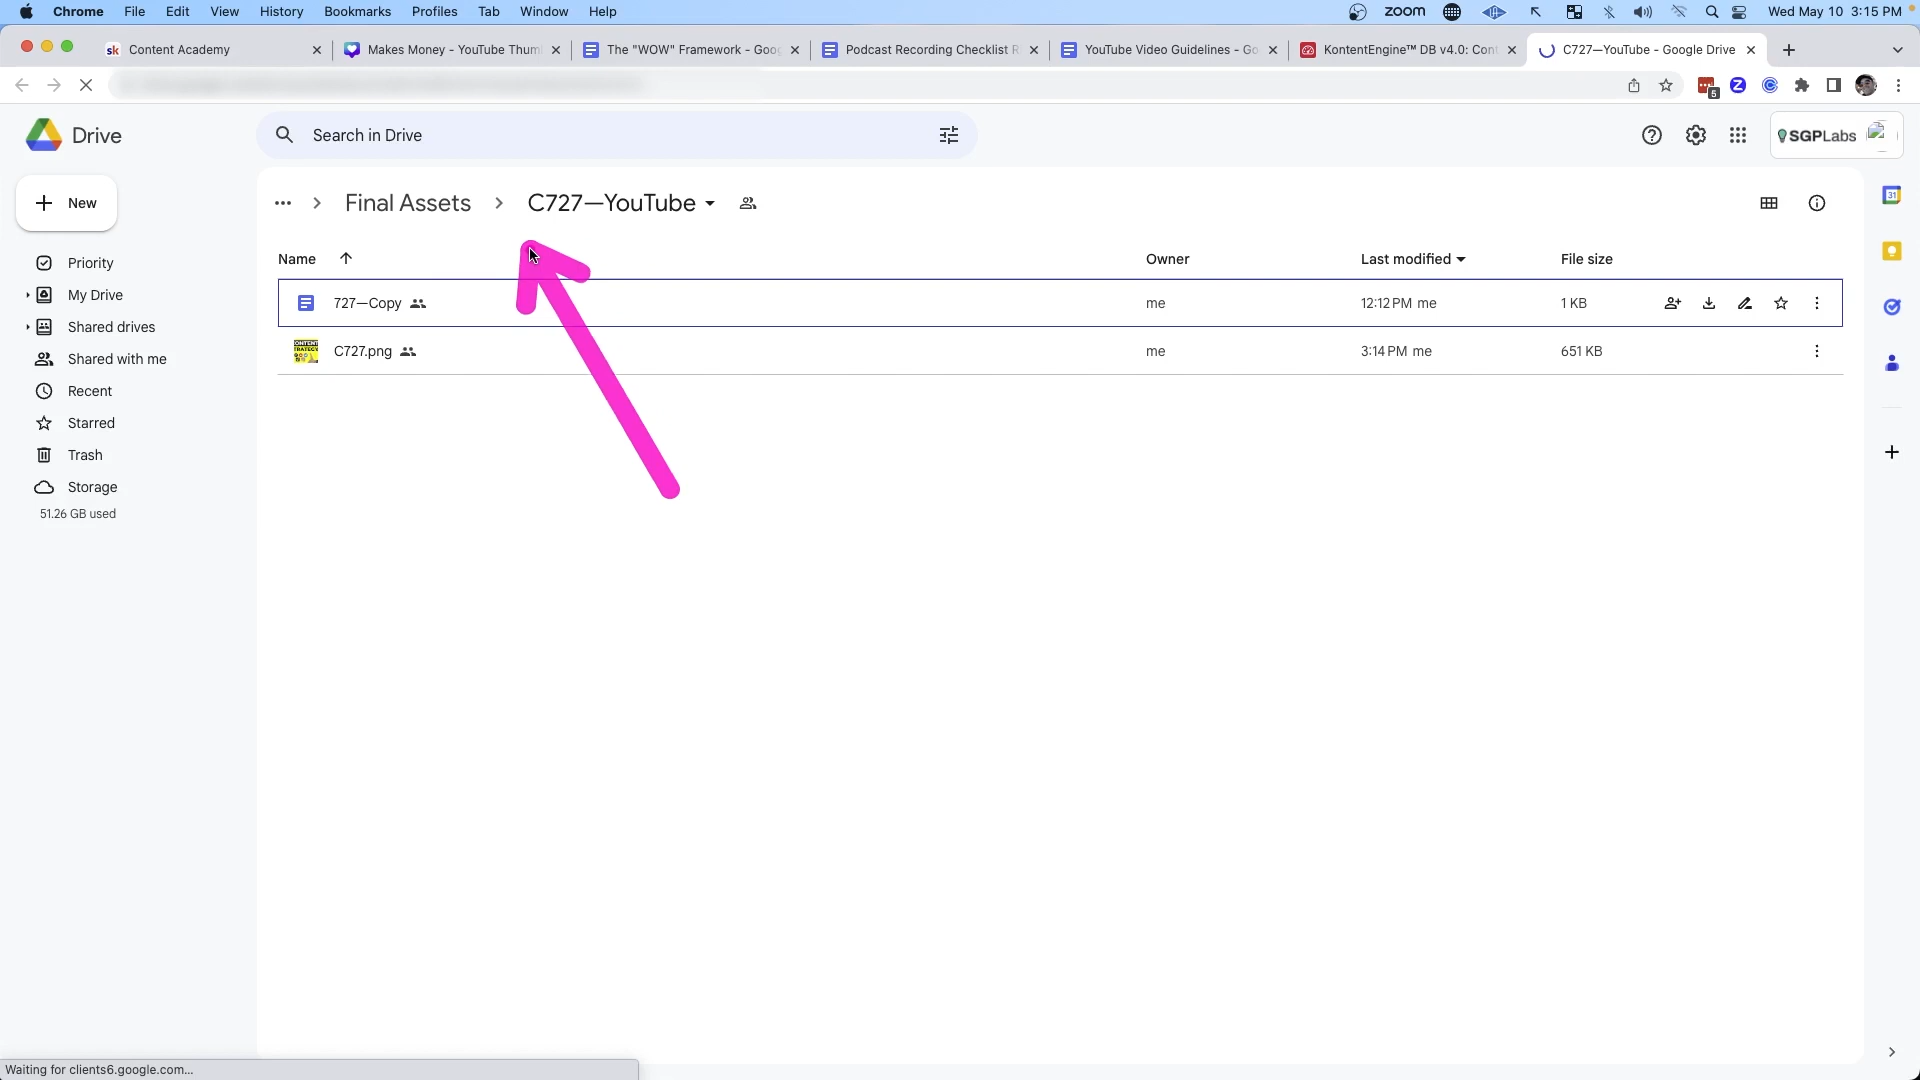 Chrome File Edit View History Bookmarks Profiles Tab Window Help zoom Wed May 10 3:15 PM
sk Content Academy Makes Money - YouTube Thum The "WOW" Framework - Goog Podcast Recording Checklist R YouTube Video Guidelines - Go KontentEngine™ DB v4.0: Cont C727—YouTube - Google Drive
5
Drive Search in Drive SGPLabs
New Final Assets C727—YouTube 31
Name Owner Last modified File size
Priority
My Drive 727—Copy me 12:12 PM me 1 KB
Shared drives
Shared with me C727.png me 3:14 PM me 651 KB
Recent
Starred
Trash
Storage
51.26 GB used
Waiting for clients6.google.com...